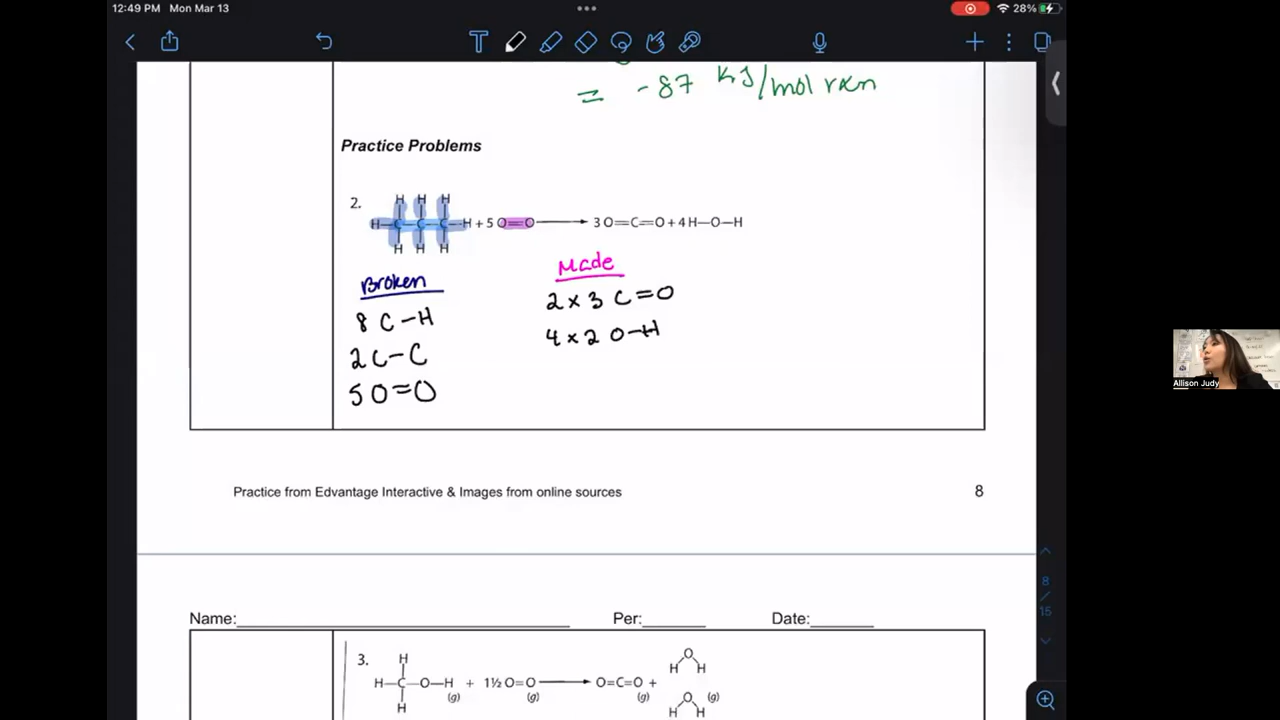 12:49 PM Mon Mar 13
28%
= -87 KJ/mol rxn
Practice Problems
2.
H H H
H—C—C—C—H + 5 O=O → 3 O=C=O + 4 H—O—H
H H H
Broken
8 C-H
2 C-C
5 O=O
Made
2 x 3 C=O
4 x 2 O-H
Practice from Edvantage Interactive & Images from online sources
8
8
/
15
Name: Per: Date:
3.
H
H—C—O—H (g) + 1½ O=O (g) → O=C=O (g) +
H
O
H H
O (g)
H H
Allison Judy